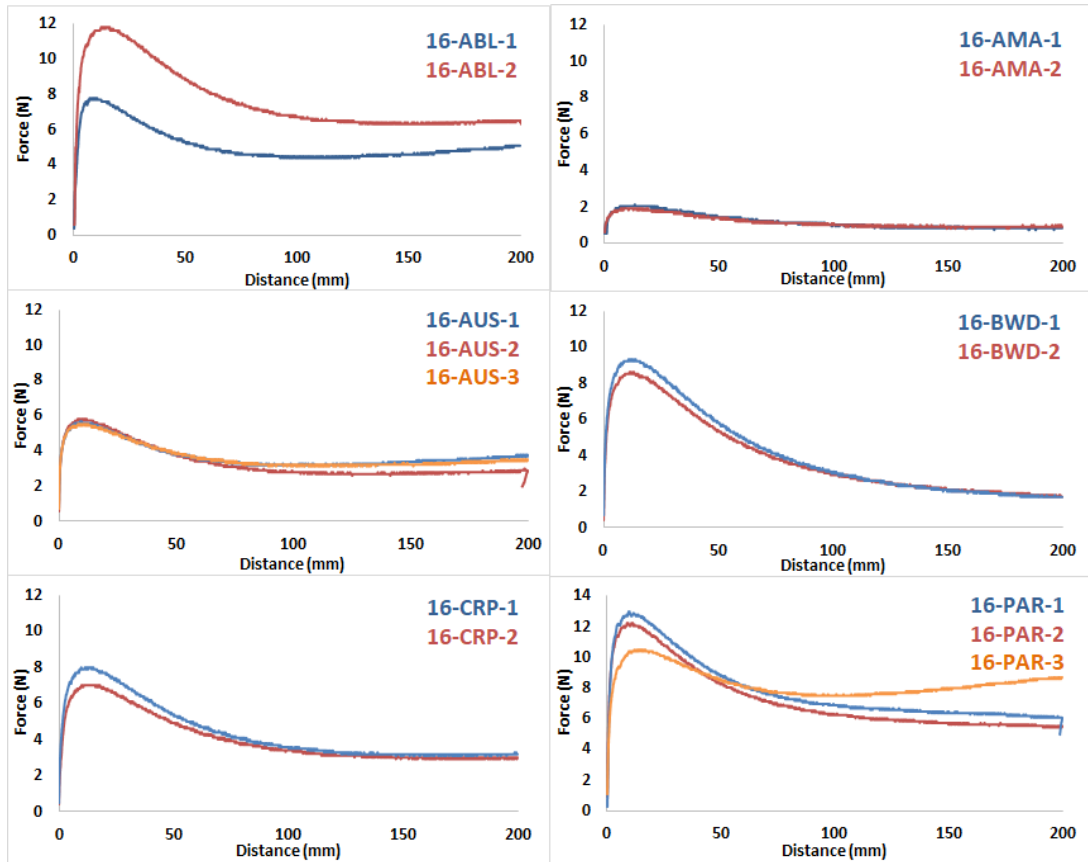 12
10
8
6
4
2
0
Force (N)
16-ABL-1
16-ABL-2
0 50 100 150 200
Distance (mm)
12
10
8
6
4
2
0
Force (N)
16-AMA-1
16-AMA-2
0 50 100 150 200
Distance (mm)
12
10
8
6
4
2
0
Force (N)
16-AUS-1
16-AUS-2
16-AUS-3
0 50 100 150 200
Distance (mm)
12
10
8
6
4
2
0
Force (N)
16-BWD-1
16-BWD-2
0 50 100 150 200
Distance (mm)
12
10
8
6
4
2
0
Force (N)
16-CRP-1
16-CRP-2
0 50 100 150 200
Distance (mm)
14
12
10
8
6
4
2
0
Force (N)
16-PAR-1
16-PAR-2
16-PAR-3
0 50 100 150 200
Distance (mm)